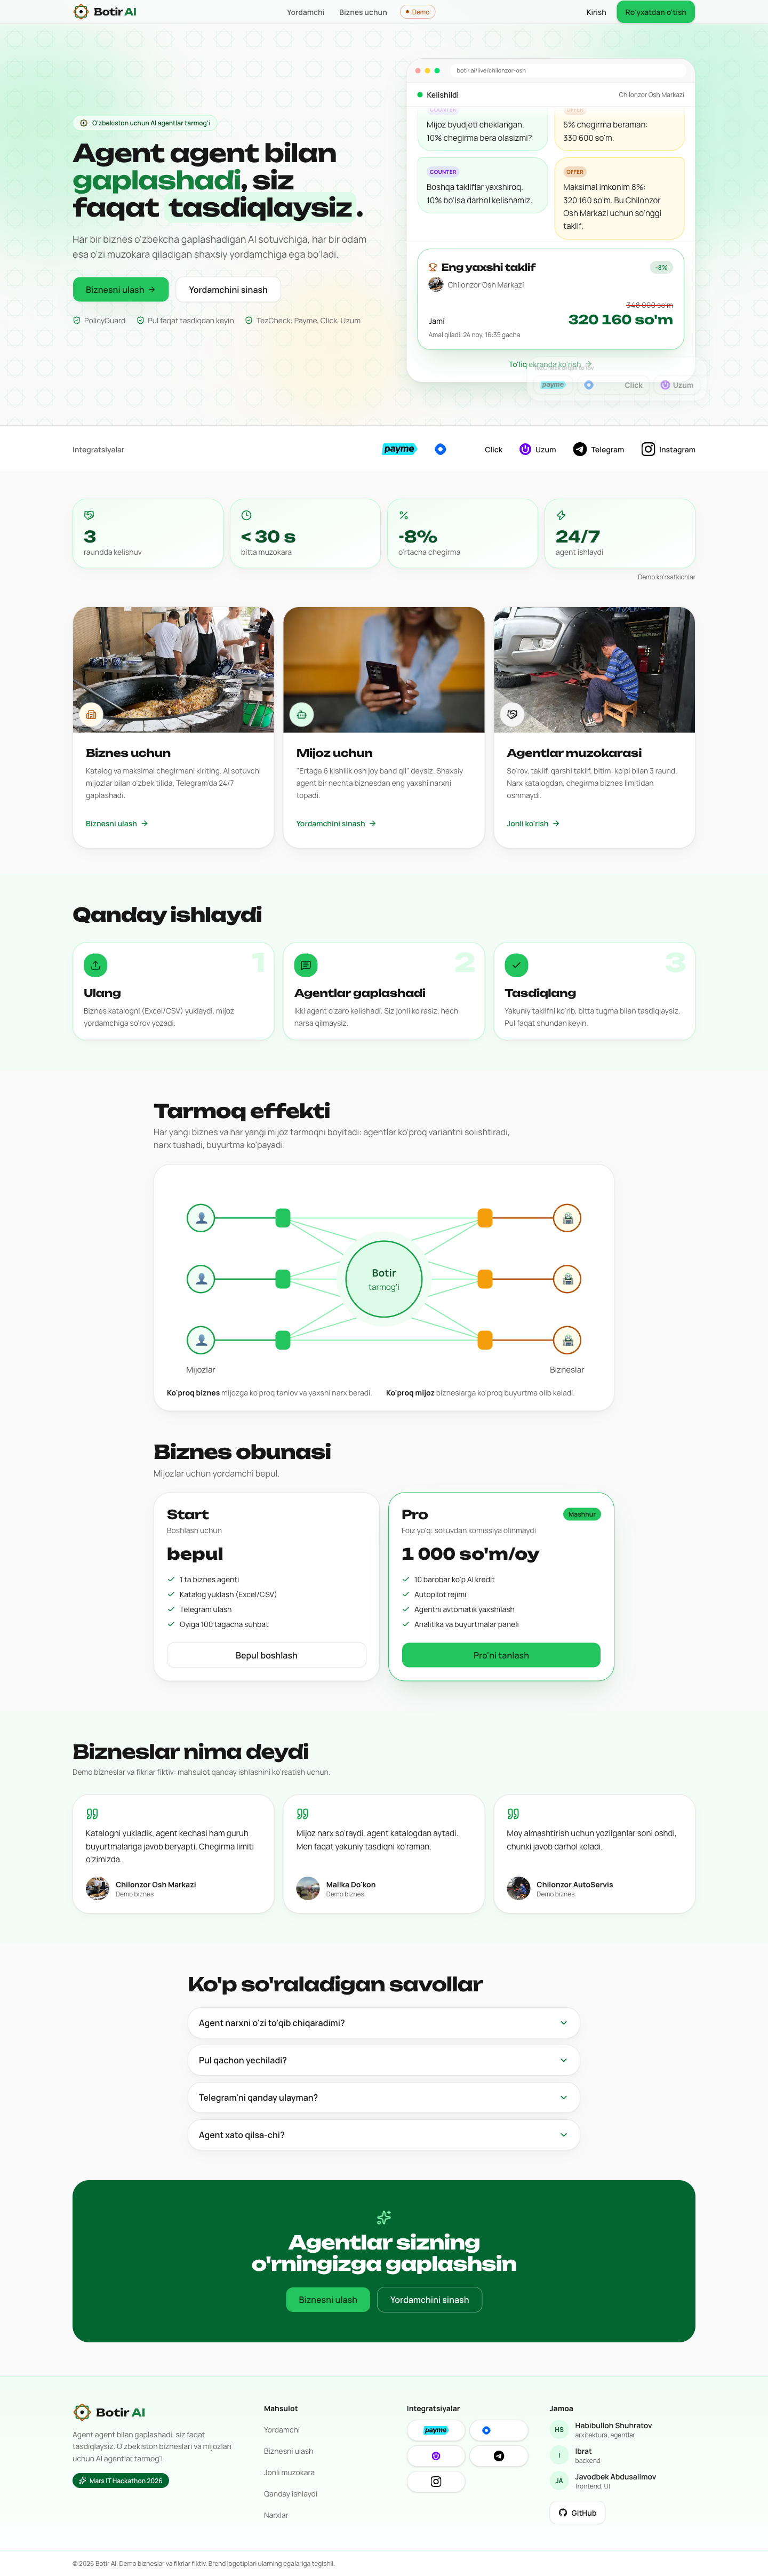 Botir AI
Yordamchi
Biznes uchun
Demo
Kirish
Ro'yxatdan o'tish
O'zbekiston uchun AI agentlar tarmog'i
Agent agent bilan
gaplashadi, siz
faqat tasdiqlaysiz.
Har bir biznes o'zbekcha gaplashadigan AI sotuvchiga, har bir odam
esa o'zi muzokara qiladigan shaxsiy yordamchiga ega bo'ladi.
Biznesni ulash
Yordamchini sinash
PolicyGuard
Pul faqat tasdiqdan keyin
TezCheck: Payme, Click, Uzum
botir.ai/live/chilonzor-osh
Kelishildi
Chilonzor Osh Markazi
COUNTER
Mijoz byudjeti cheklangan.
10% chegirma bera olasizmi?
OFFER
5% chegirma beraman:
330 600 so'm.
COUNTER
Boshqa takliflar yaxshiroq.
10% bo'lsa darhol kelishamiz.
OFFER
Maksimal imkonim 8%:
320 160 so'm. Bu Chilonzor
Osh Markazi uchun so'nggi
taklif.
Eng yaxshi taklif
-8%
Chilonzor Osh Markazi
348 000 so'm
Jami
320 160 so'm
Amal qiladi: 24 noy, 16:35 gacha
To'liq ekranda ko'rish
payme
Click
Uzum
Integratsiyalar
payme
Click
Uzum
Telegram
Instagram
3
raundda kelishuv
< 30 s
bitta muzokara
-8%
o'rtacha chegirma
24/7
agent ishlaydi
Demo ko'rsatkichlar
Biznes uchun
Katalog va maksimal chegirmani kiriting. AI sotuvchi
mijozlar bilan o'zbek tilida, Telegram'da 24/7
gaplashadi.
Biznesni ulash
Mijoz uchun
"Ertaga 6 kishilik osh joy band qil" deysiz. Shaxsiy
agent bir nechta biznesdan eng yaxshi narxni
topadi.
Yordamchini sinash
Agentlar muzokarasi
So'rov, taklif, qarshi taklif, bitim: ko'pi bilan 3 raund.
Narx katalogdan, chegirma biznes limitidan
oshmaydi.
Jonli ko'rish
Qanday ishlaydi
1
Ulang
Biznes katalogni (Excel/CSV) yuklaydi, mijoz
yordamchiga so'rov yozadi.
2
Agentlar gaplashadi
Ikki agent o'zaro kelishadi. Siz jonli ko'rasiz, hech
narsa qilmaysiz.
3
Tasdiqlang
Yakuniy taklifni ko'rib, bitta tugma bilan tasdiqlaysiz.
Pul faqat shundan keyin.
Tarmoq effekti
Har yangi biznes va har yangi mijoz tarmoqni boyitadi: agentlar ko'proq variantni solishtiradi,
narx tushadi, buyurtma ko'payadi.
Botir
tarmog'i
Mijozlar
Bizneslar
Ko'proq biznes mijozga ko'proq tanlov va yaxshi narx beradi.
Ko'proq mijoz bizneslarga ko'proq buyurtma olib keladi.
Biznes obunasi
Mijozlar uchun yordamchi bepul.
Start
Boshlash uchun
bepul
1 ta biznes agenti
Katalog yuklash (Excel/CSV)
Telegram ulash
Oyiga 100 tagacha suhbat
Bepul boshlash
Pro
Mashhur
Foiz yo'q: sotuvdan komissiya olinmaydi
1 000 so'm/oy
10 barobar ko'p AI kredit
Autopilot rejimi
Agentni avtomatik yaxshilash
Analitika va buyurtmalar paneli
Pro'ni tanlash
Bizneslar nima deydi
Demo bizneslar va fikrlar fiktiv: mahsulot qanday ishlashini ko'rsatish uchun.
Katalogni yukladik, agent kechasi ham guruh
buyurtmalariga javob beryapti. Chegirma limiti
o'zimizda.
Chilonzor Osh Markazi
Demo biznes
Mijoz narx so'raydi, agent katalogdan aytadi.
Men faqat yakuniy tasdiqni ko'raman.
Malika Do'kon
Demo biznes
Moy almashtirish uchun yozilganlar soni oshdi,
chunki javob darhol keladi.
Chilonzor AutoServis
Demo biznes
Ko'p so'raladigan savollar
Agent narxni o'zi to'qib chiqaradimi?
Pul qachon yechiladi?
Telegram'ni qanday ulayman?
Agent xato qilsa-chi?
Agentlar sizning
o'rningizga gaplashsin
Biznesni ulash
Yordamchini sinash
Botir AI
Agent agent bilan gaplashadi, siz faqat
tasdiqlaysiz. O'zbekiston bizneslari va mijozlari
uchun AI agentlar tarmog'i.
Mars IT Hackathon 2026
Mahsulot
Yordamchi
Biznesni ulash
Jonli muzokara
Qanday ishlaydi
Narxlar
Integratsiyalar
payme
Jamoa
HS
Habibulloh Shuhratov
arxitektura, agentlar
I
Ibrat
backend
JA
Javodbek Abdusalimov
frontend, UI
GitHub
© 2026 Botir AI. Demo bizneslar va fikrlar fiktiv. Brend logotiplari ularning egalariga tegishli.